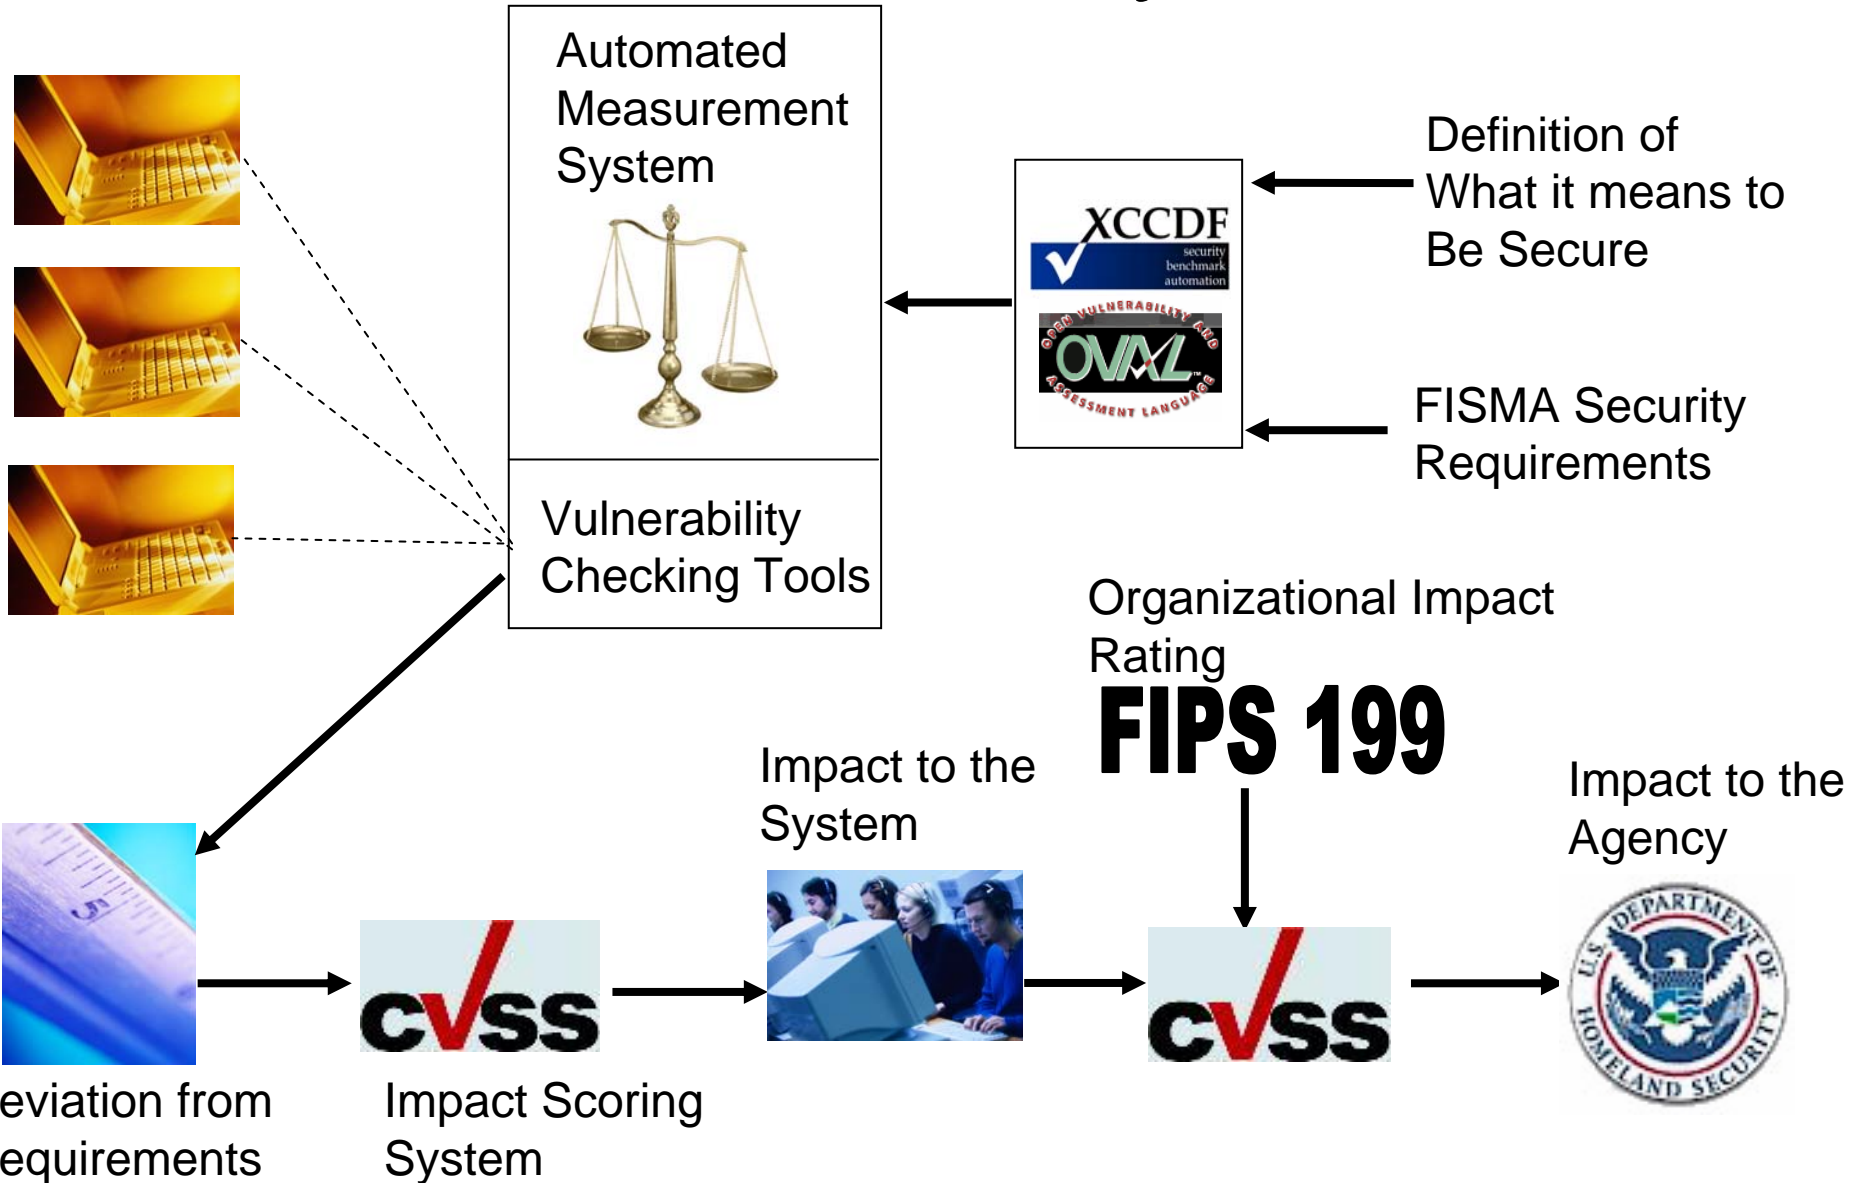 Automated
Measurement
System
Definition of
What it means to
Be Secure
XCCDF
security
benchmark
automation
OPEN VULNERABILITY AND
OVAL
ASSESSMENT LANGUAGE
FISMA Security
Requirements
Vulnerability
Checking Tools
Organizational Impact
Rating
FIPS 199
Impact to the
System
Impact to the
Agency
5
CVSS
CVSS
U.S. DEPARTMENT OF
HOMELAND SECURITY
eviation from
equirements
Impact Scoring
System